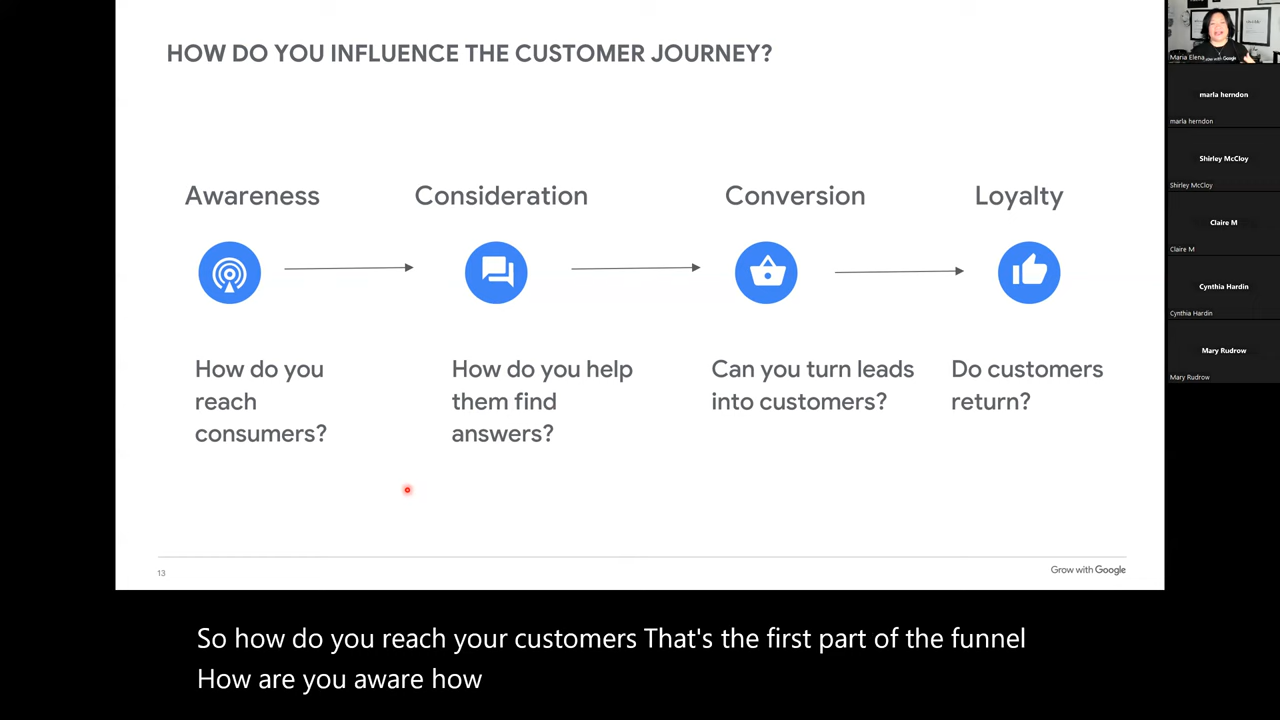 HOW DO YOU INFLUENCE THE CUSTOMER JOURNEY?
Awareness
Consideration
Conversion
Loyalty
How do you
reach
consumers?
How do you help
them find
answers?
Can you turn leads
into customers?
Do customers
return?
13
Grow with Google
So how do you reach your customers That's the first part of the funnel
How are you aware how
Maria Elena
marla herndon
marla herndon
Shirley McCloy
Shirley McCloy
Claire M
Claire M
Cynthia Hardin
Cynthia Hardin
Mary Rudrow
Mary Rudrow